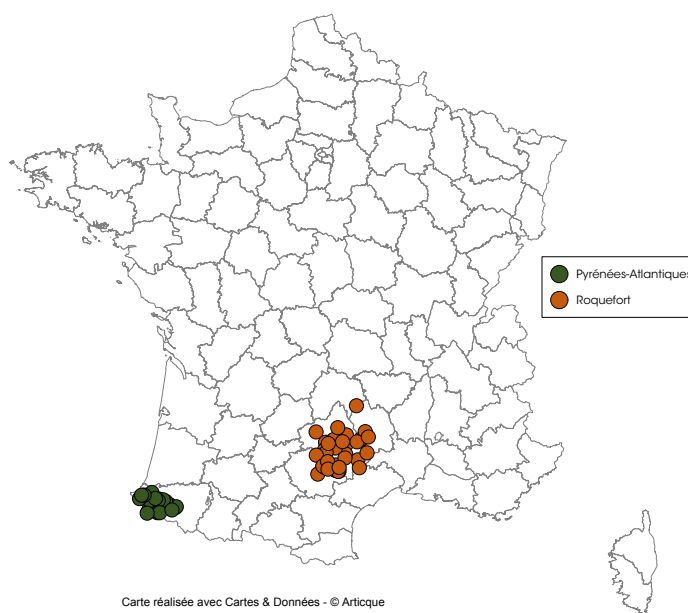 Pyrénées-Atlantiques
Roquefort
Carte réalisée avec Cartes & Données - © Articque